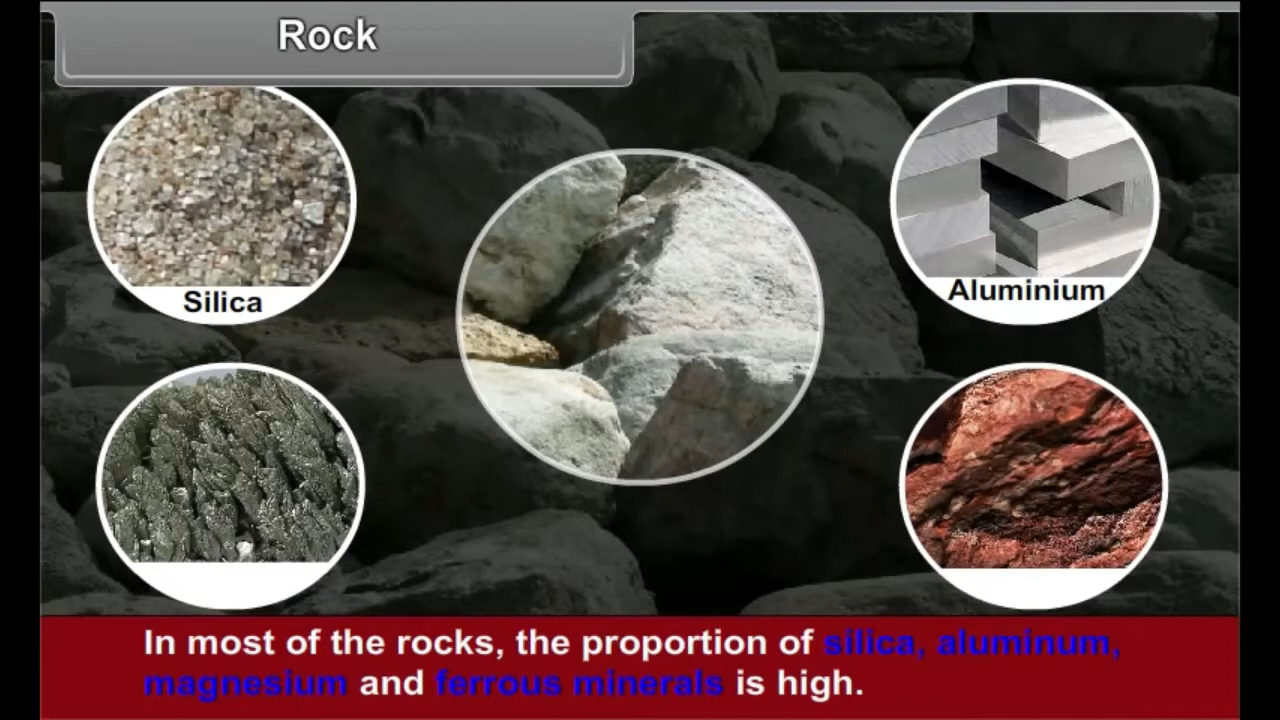 Rock
Silica
Aluminium
In most of the rocks, the proportion of silica, aluminum,
magnesium and ferrous minerals is high.